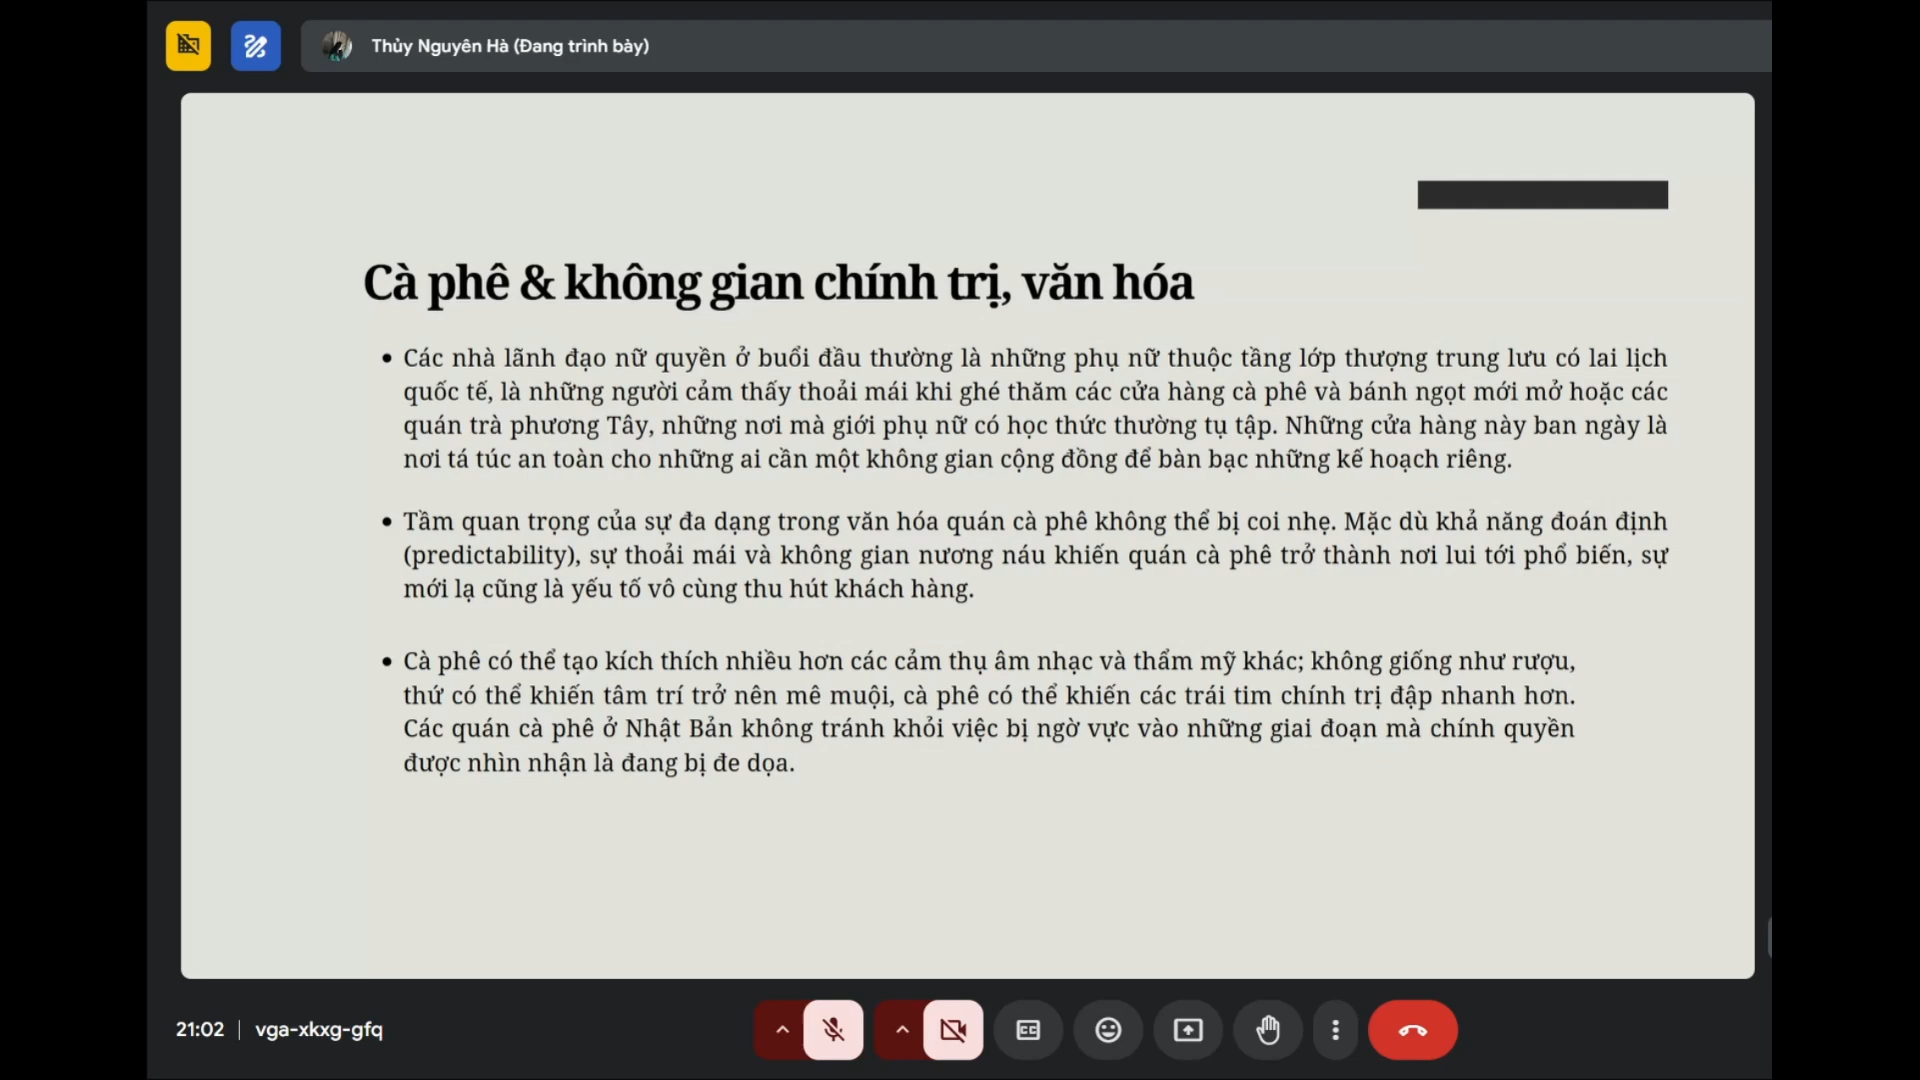 Thủy Nguyên Hà (Đang trình bày)
Cà phê & không gian chính trị, văn hóa
• Các nhà lãnh đạo nữ quyền ở buổi đầu thường là những phụ nữ thuộc tầng lớp thượng trung lưu có lai lịch
quốc tế, là những người cảm thấy thoải mái khi ghé thăm các cửa hàng cà phê và bánh ngọt mới mở hoặc các
quán trà phương Tây, những nơi mà giới phụ nữ có học thức thường tụ tập. Những cửa hàng này ban ngày là
nơi tá túc an toàn cho những ai cần một không gian cộng đồng để bàn bạc những kế hoạch riêng.
• Tầm quan trọng của sự đa dạng trong văn hóa quán cà phê không thể bị coi nhẹ. Mặc dù khả năng đoán định
(predictability), sự thoải mái và không gian nương náu khiến quán cà phê trở thành nơi lui tới phổ biến, sự
mới lạ cũng là yếu tố vô cùng thu hút khách hàng.
• Cà phê có thể tạo kích thích nhiều hơn các cảm thụ âm nhạc và thẩm mỹ khác; không giống như rượu,
thứ có thể khiến tâm trí trở nên mê muội, cà phê có thể khiến các trái tim chính trị đập nhanh hơn.
Các quán cà phê ở Nhật Bản không tránh khỏi việc bị ngờ vực vào những giai đoạn mà chính quyền
được nhìn nhận là đang bị đe dọa.
21:02 | vga-xkxg-gfq